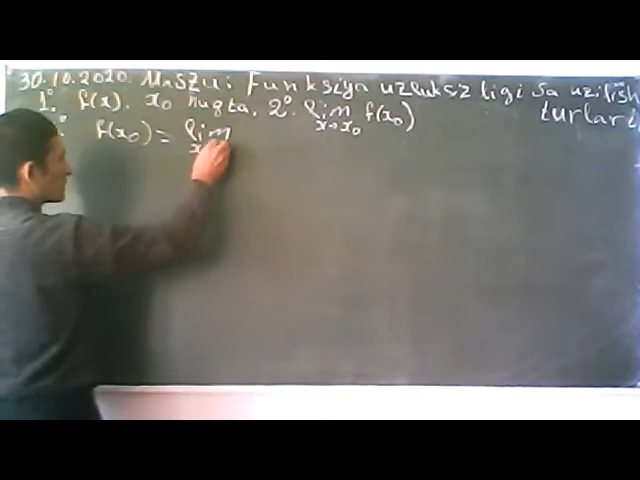 30.10.2020. Mavzu: Funksiya uzluksizligi va uzilish
turlari
1°. f(x). x₀ nuqta. 2°. lim f(x₀)
x→x₀
f(x₀) = lim